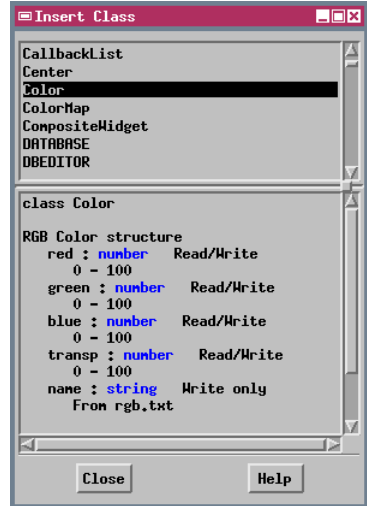 Insert Class
CallbackList
Center
Color
ColorMap
CompositeWidget
DATABASE
DBEDITOR
class Color
RGB Color structure
red : number Read/Write
0 - 100
green : number Read/Write
0 - 100
blue : number Read/Write
0 - 100
transp : number Read/Write
0 - 100
name : string Write only
From rgb.txt
Close Help